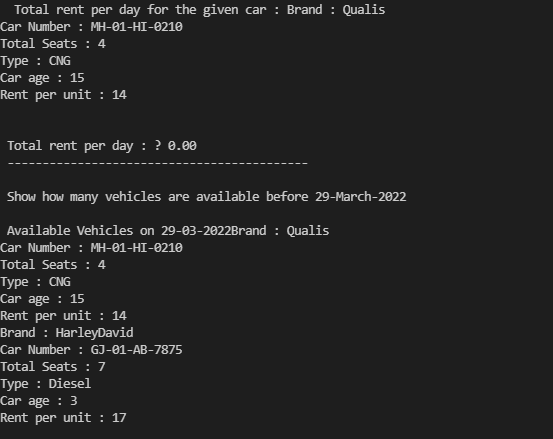 Total rent per day for the given car : Brand : Qualis
Car Number : MH-01-HI-0210
Total Seats : 4
Type : CNG
Car age : 15
Rent per unit : 14
Total rent per day : ? 0.00
-------------------------------------------
Show how many vehicles are available before 29-March-2022
Available Vehicles on 29-03-2022Brand : Qualis
Car Number : MH-01-HI-0210
Total Seats : 4
Type : CNG
Car age : 15
Rent per unit : 14
Brand : HarleyDavid
Car Number : GJ-01-AB-7875
Total Seats : 7
Type : Diesel
Car age : 3
Rent per unit : 17